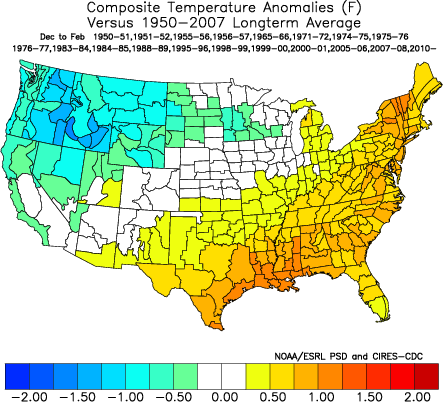 Composite Temperature Anomalies (F)
Versus 1950−2007 Longterm Average
Dec to Feb 1950−51,1951−52,1955−56,1956−57,1965−66,1971−72,1974−75,1975−76
1976−77,1983−84,1984−85,1988−89,1995−96,1998−99,1999−00,2000−01,2005−06,2007−08,2010−
NOAA/ESRL PSD and CIRES−CDC
−2.00 −1.50 −1.00 −0.50 0.00 0.50 1.00 1.50 2.00